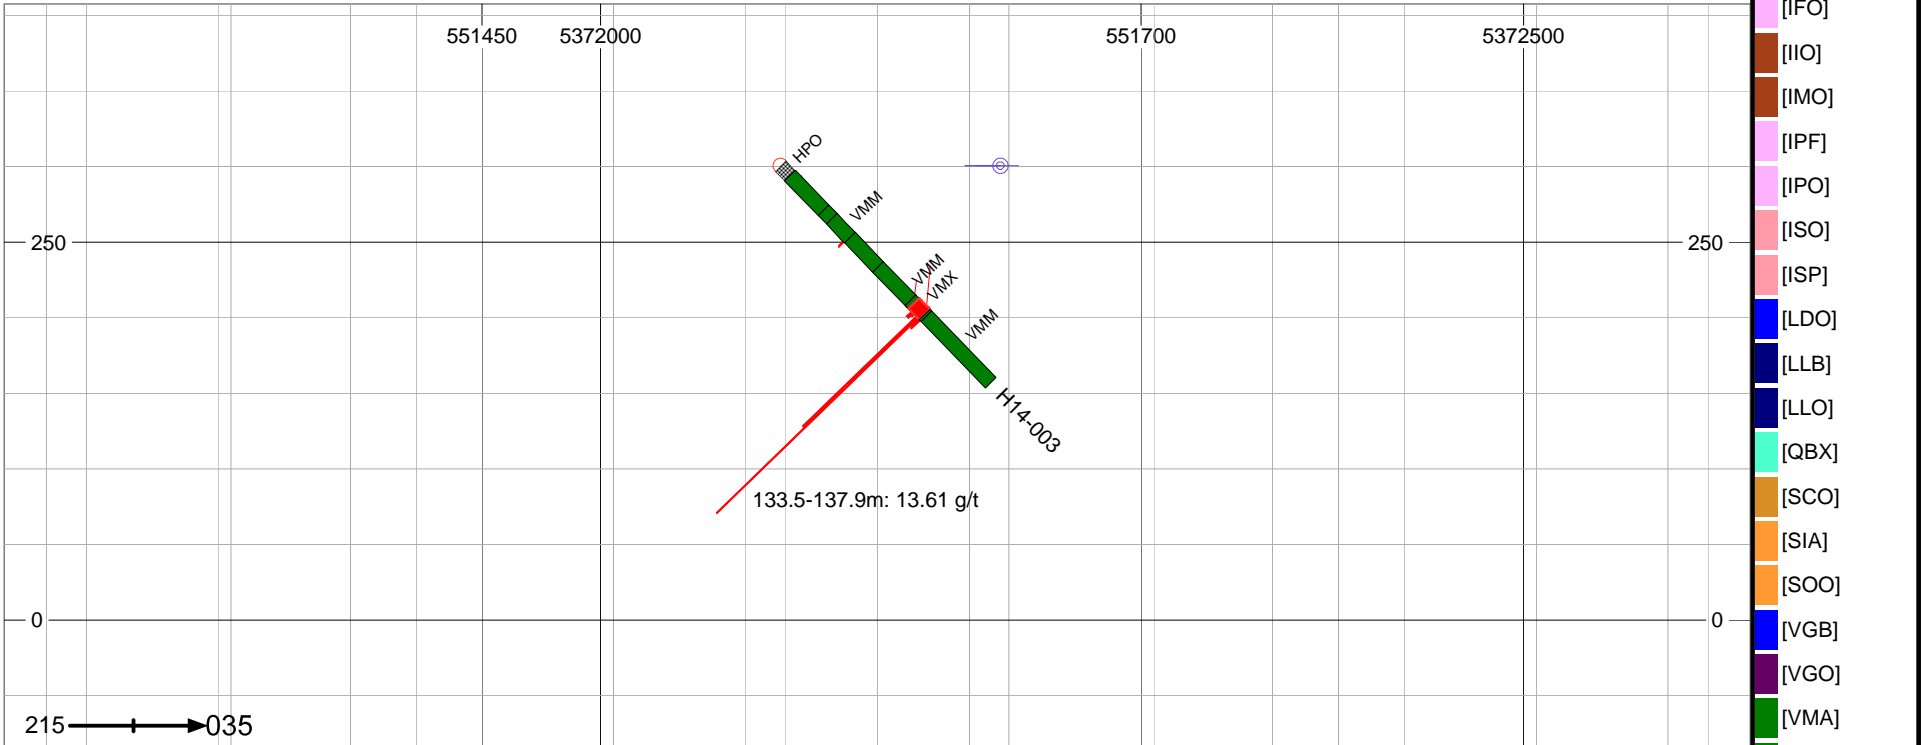 551450 5372000 551700 5372500
HPO
VMM
250 250
VMM
VMX
VMM
H14-003
133.5-137.9m: 13.61 g/t
0 0
215 035
[IFO]
[IIO]
[IMO]
[IPF]
[IPO]
[ISO]
[ISP]
[LDO]
[LLB]
[LLO]
[QBX]
[SCO]
[SIA]
[SOO]
[VGB]
[VGO]
[VMA]